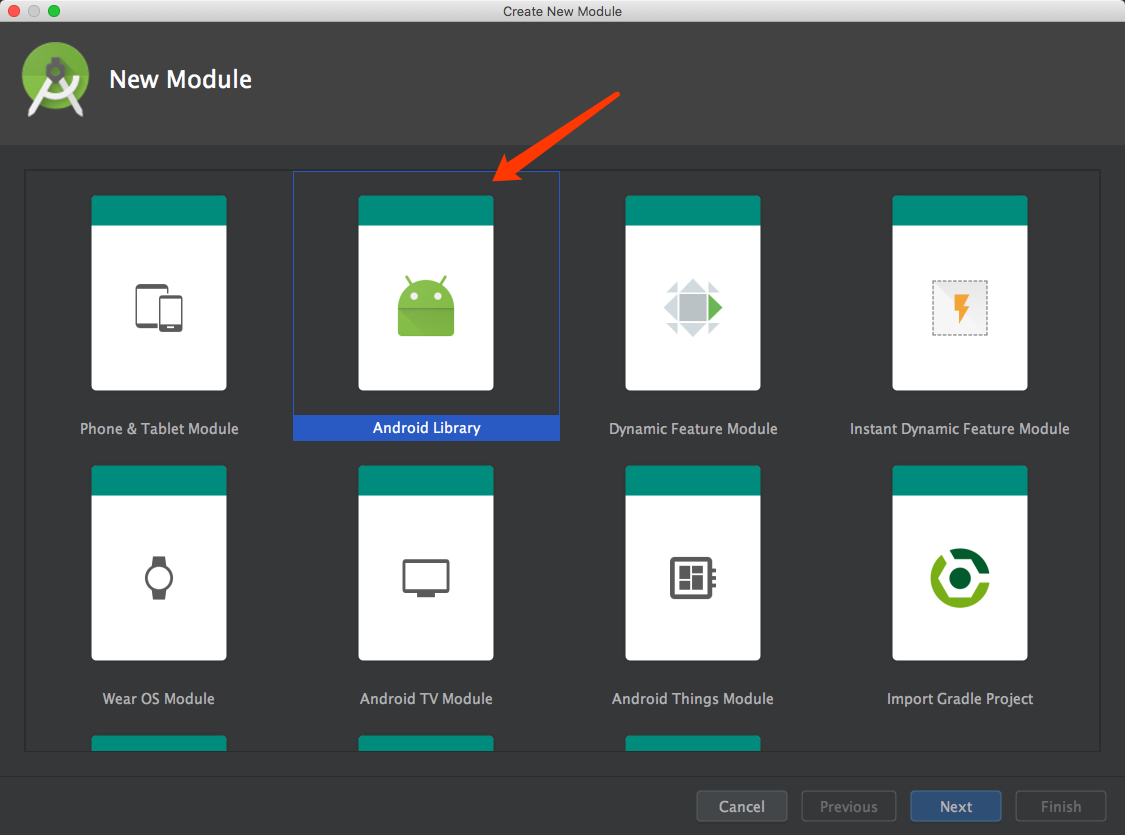 Create New Module
New Module
Phone & Tablet Module
Android Library
Dynamic Feature Module
Instant Dynamic Feature Module
Wear OS Module
Android TV Module
Android Things Module
Import Gradle Project
Cancel
Previous
Next
Finish